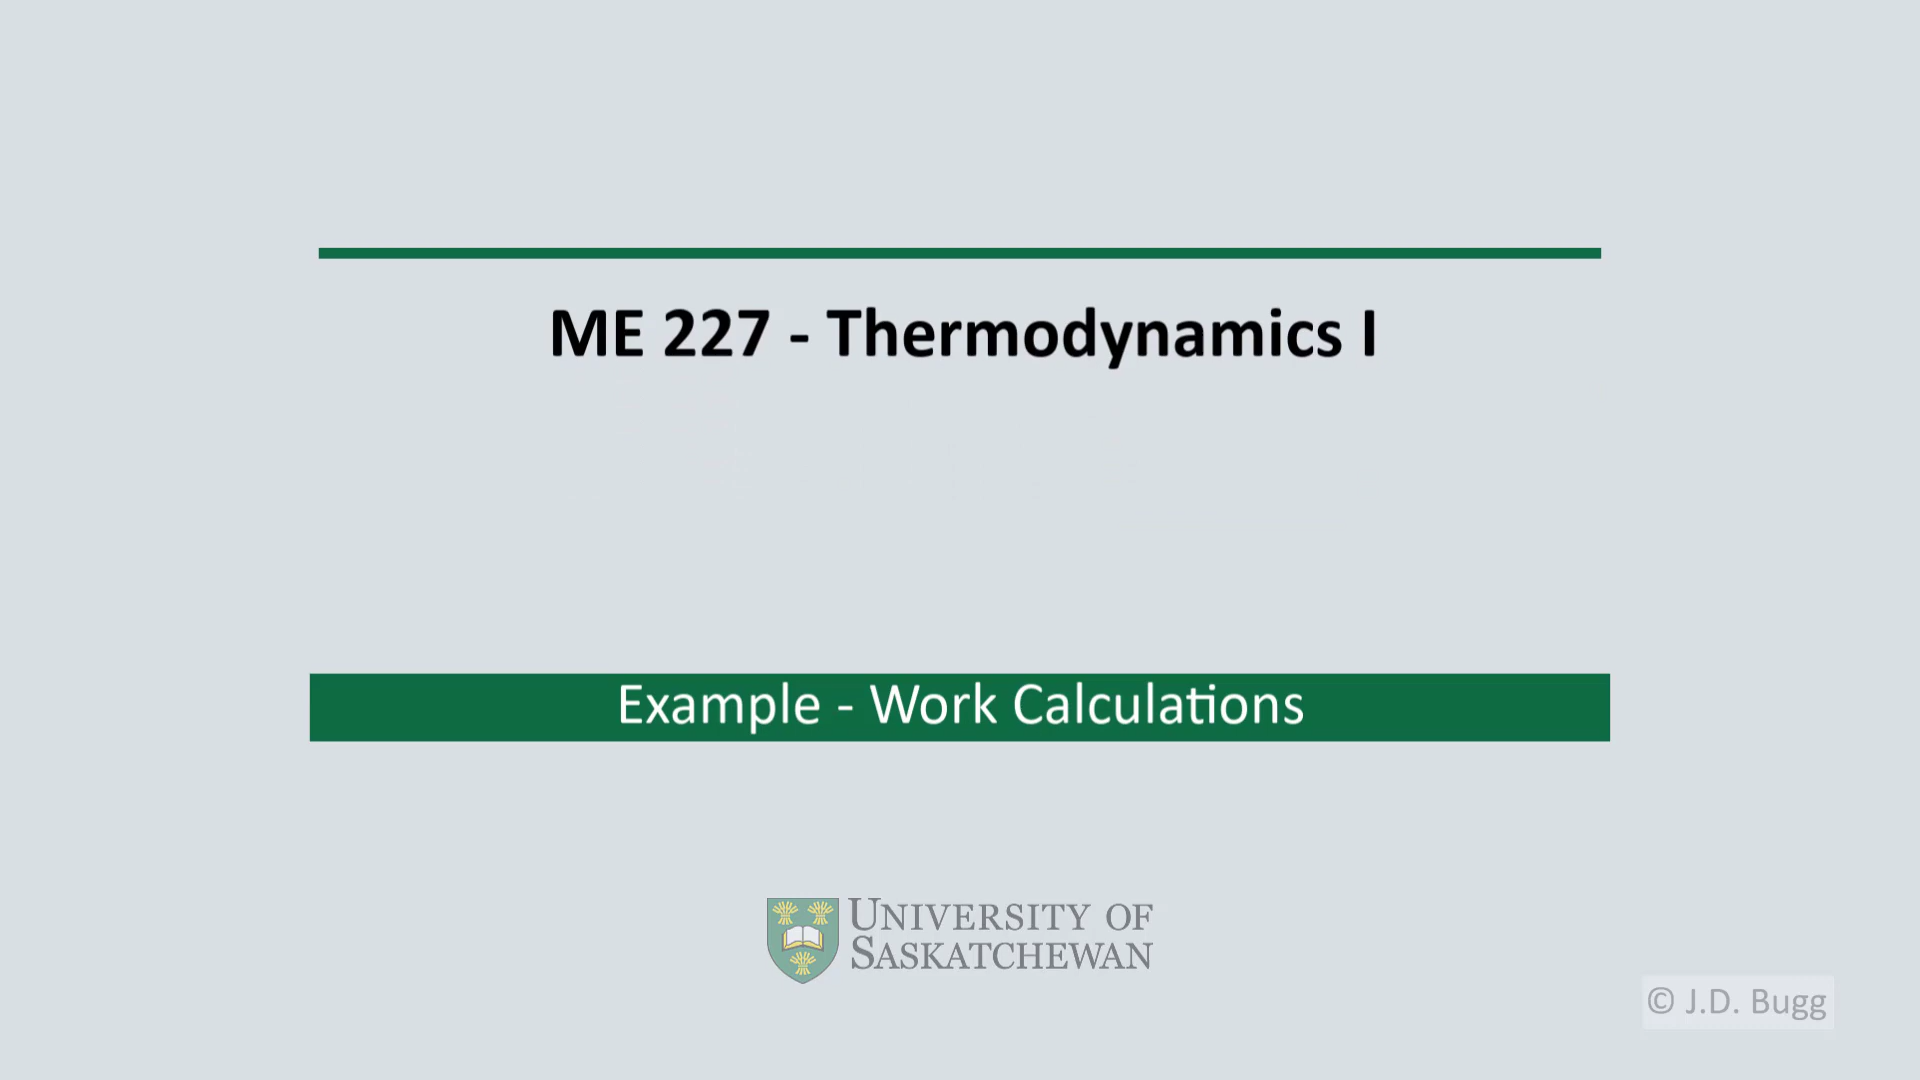 ME 227 - Thermodynamics I
Example - Work Calculations
UNIVERSITY OF
SASKATCHEWAN
© J.D. Bugg